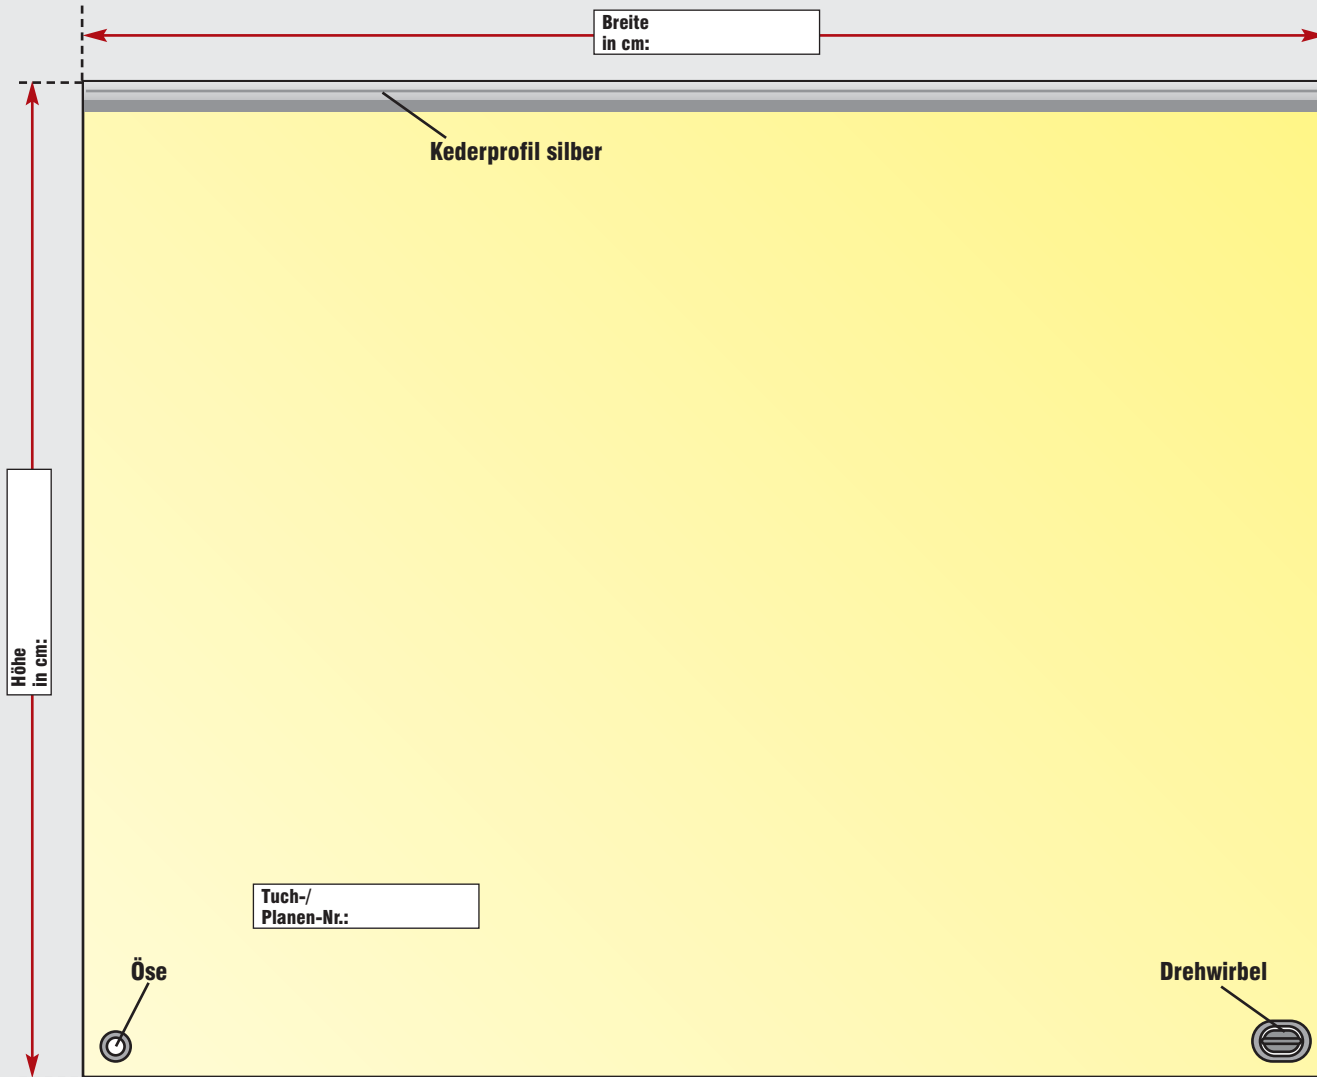 Breite
in cm:
Kederprofil silber
Höhe
in cm:
Tuch-/
Planen-Nr.:
Öse
Drehwirbel